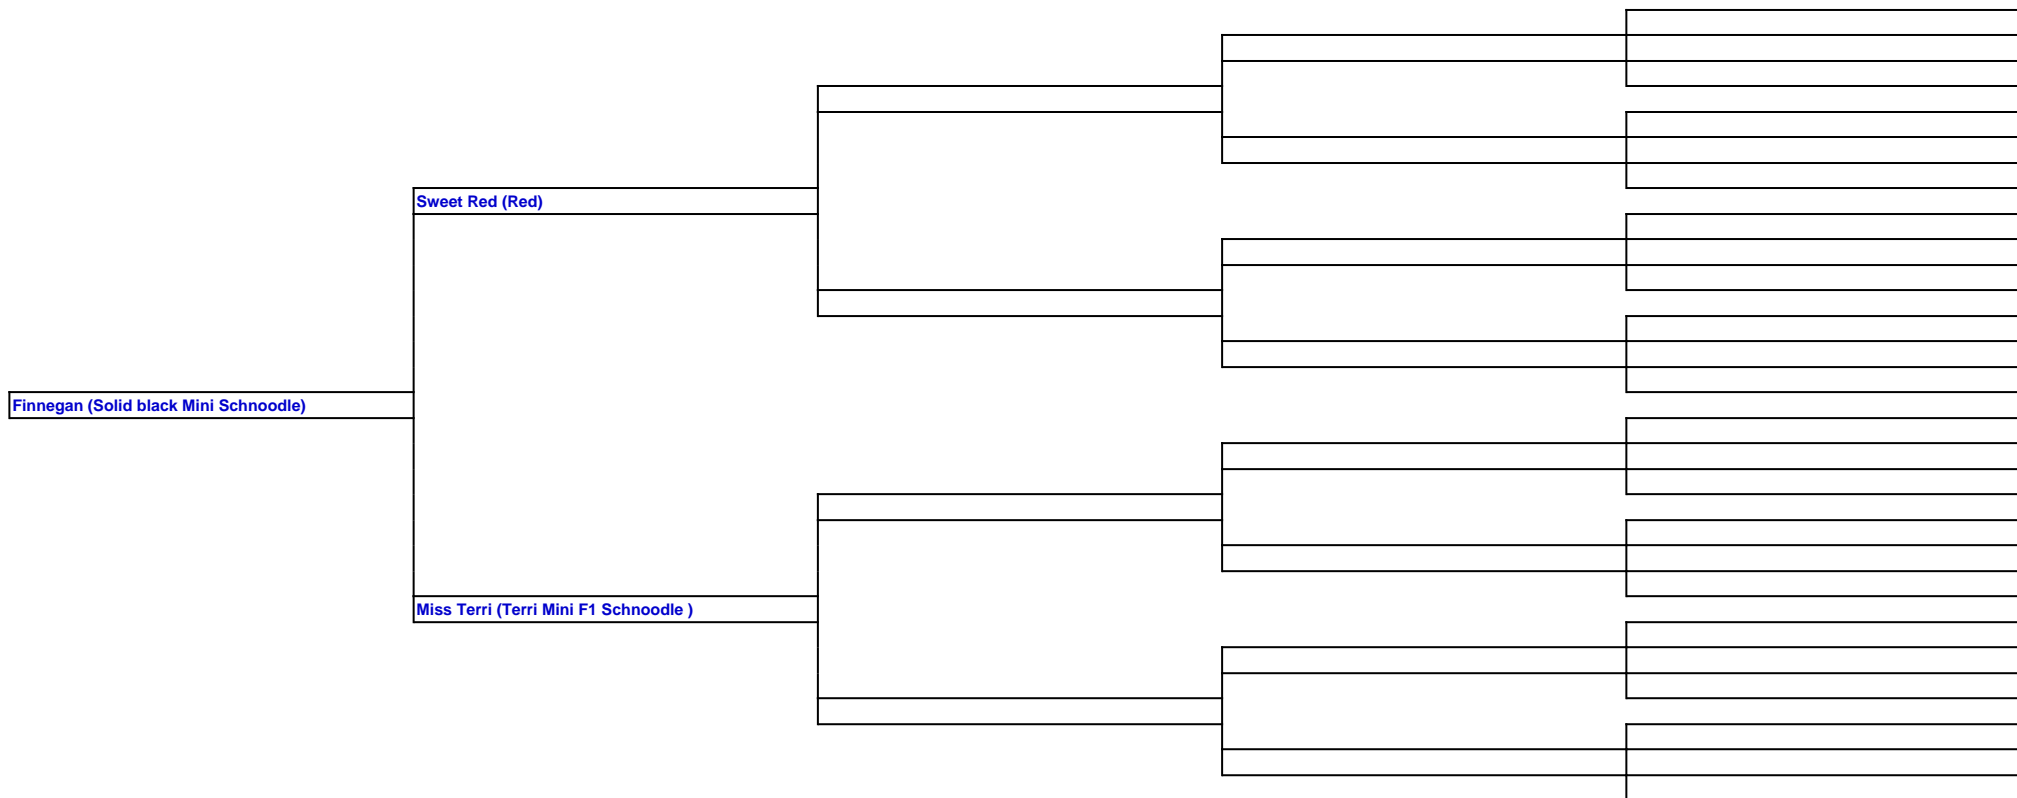 Sweet Red (Red)
Finnegan (Solid black Mini Schnoodle)
Miss Terri (Terri Mini F1 Schnoodle )